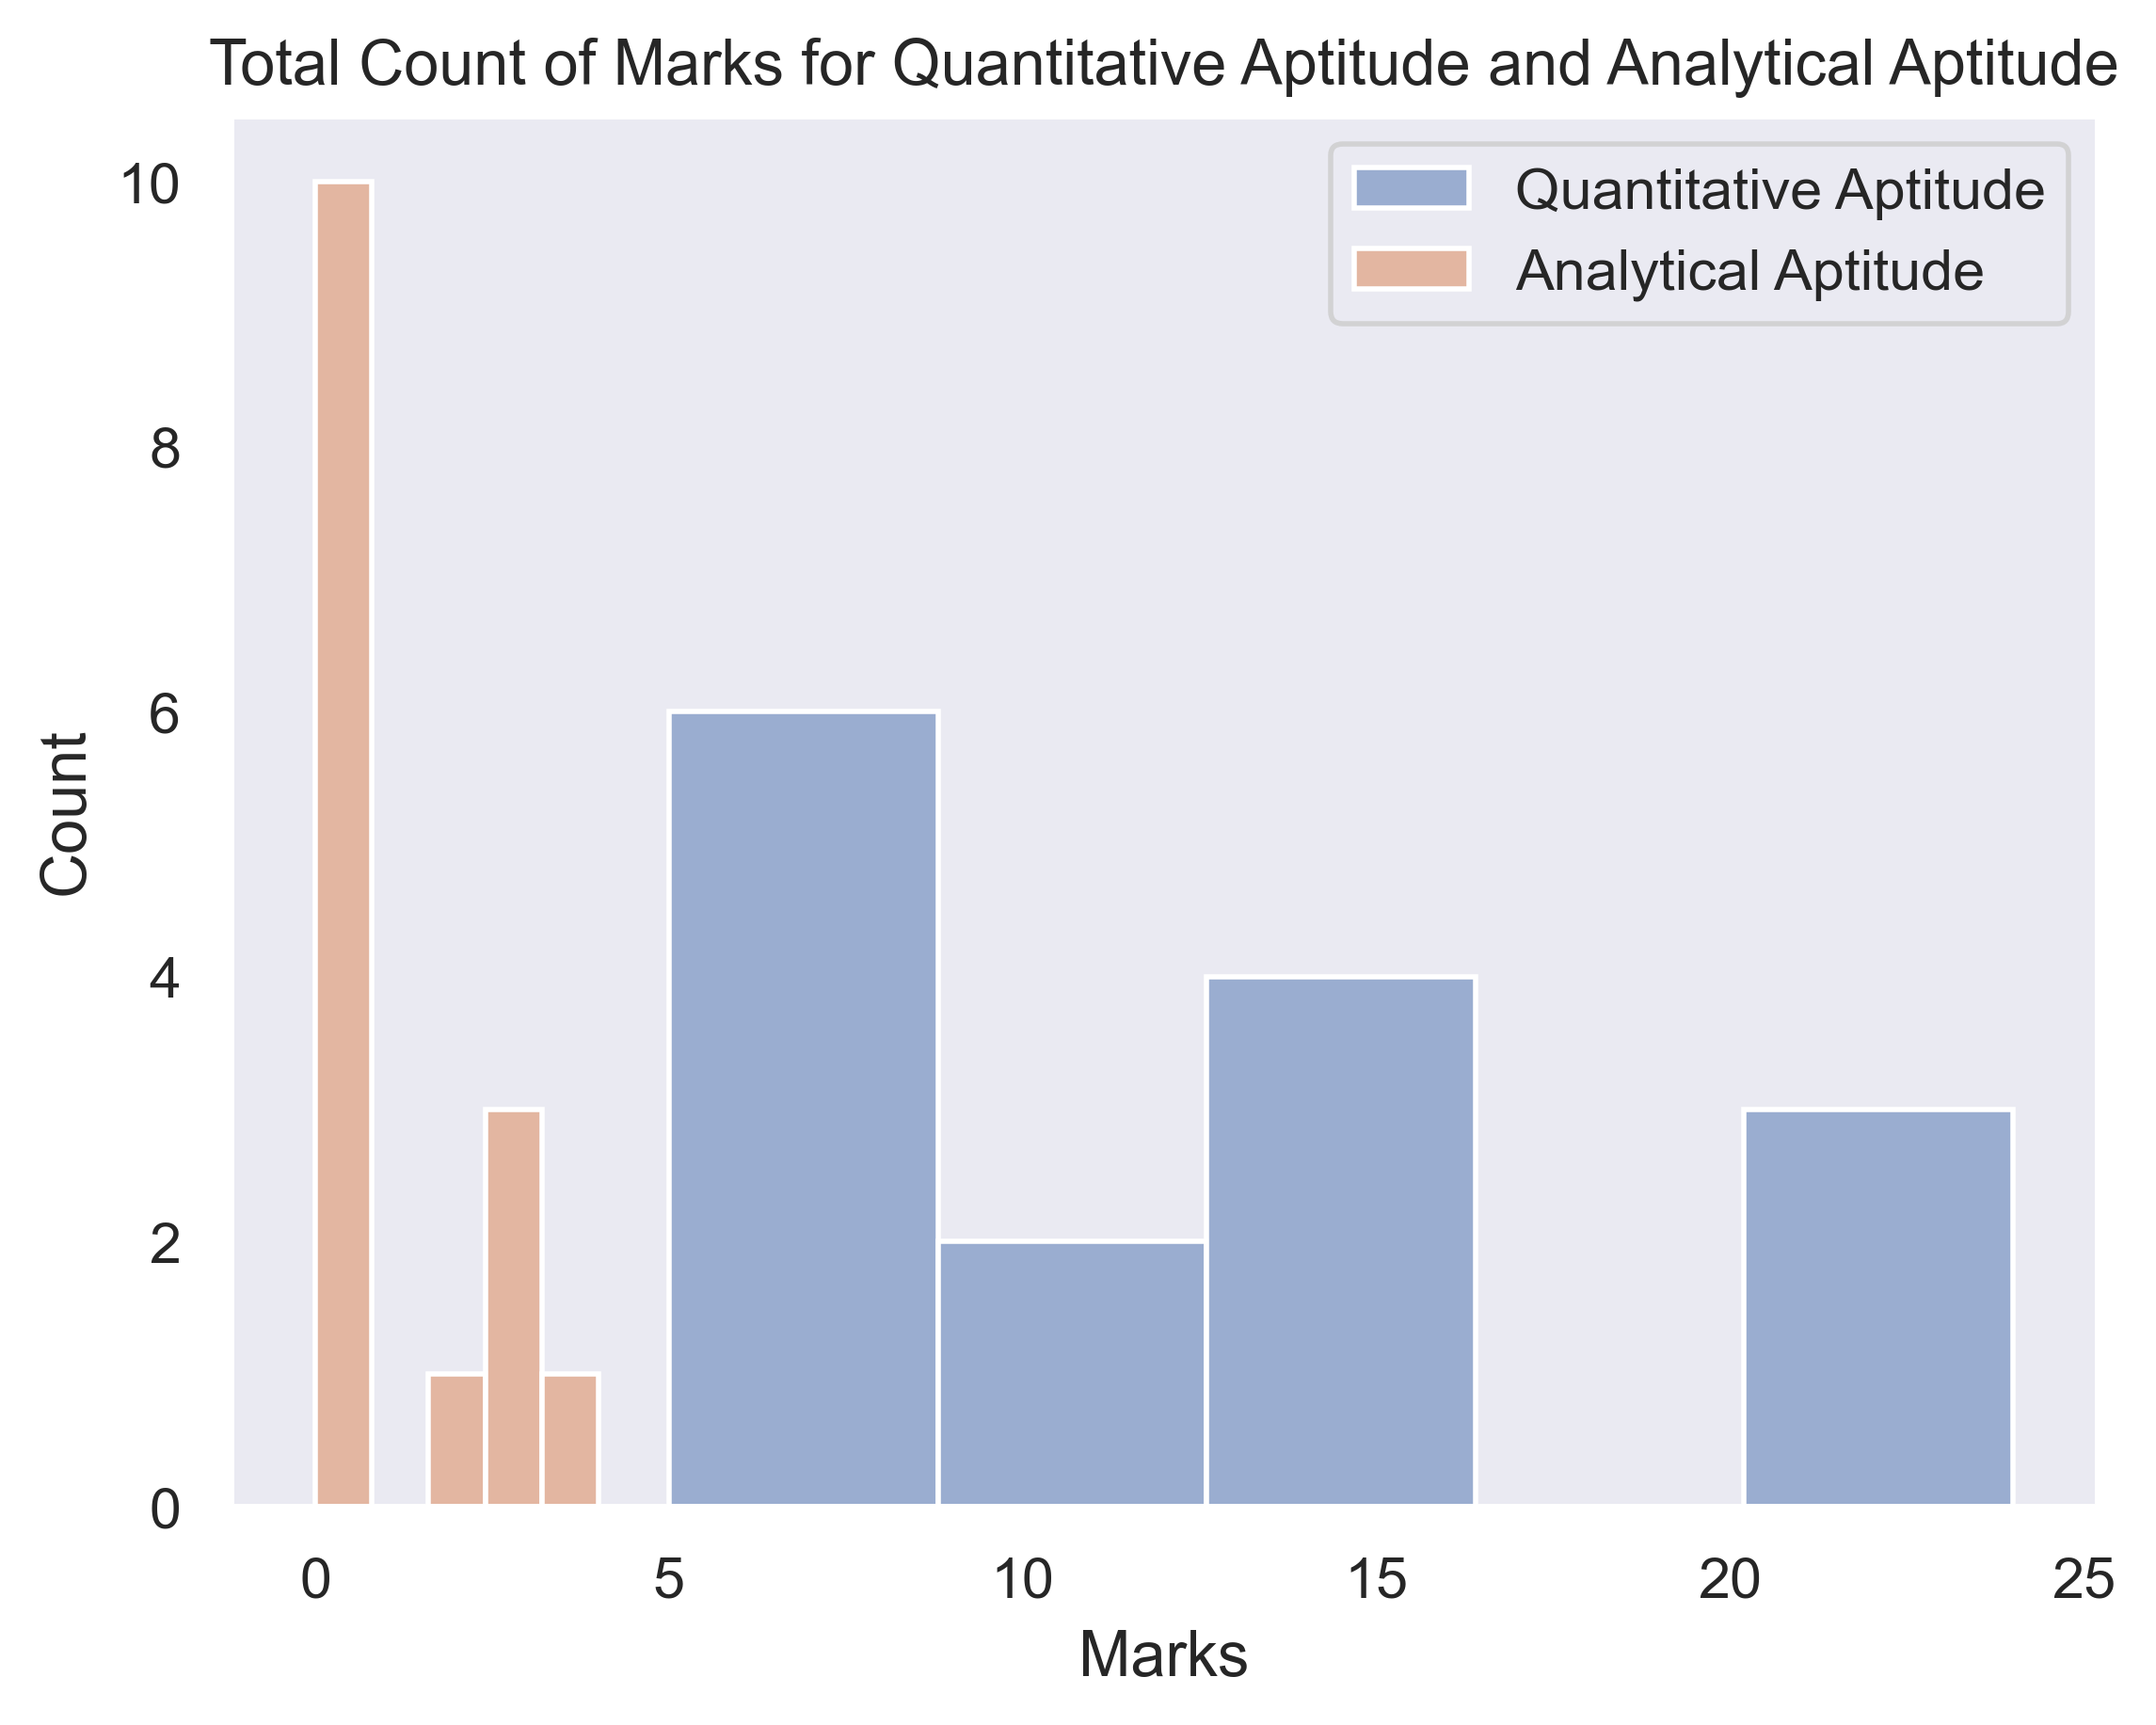 Total Count of Marks for Quantitative Aptitude and Analytical Aptitude
Quantitative Aptitude
Analytical Aptitude
Count
10
8
6
4
2
0
0 5 10 15 20 25
Marks